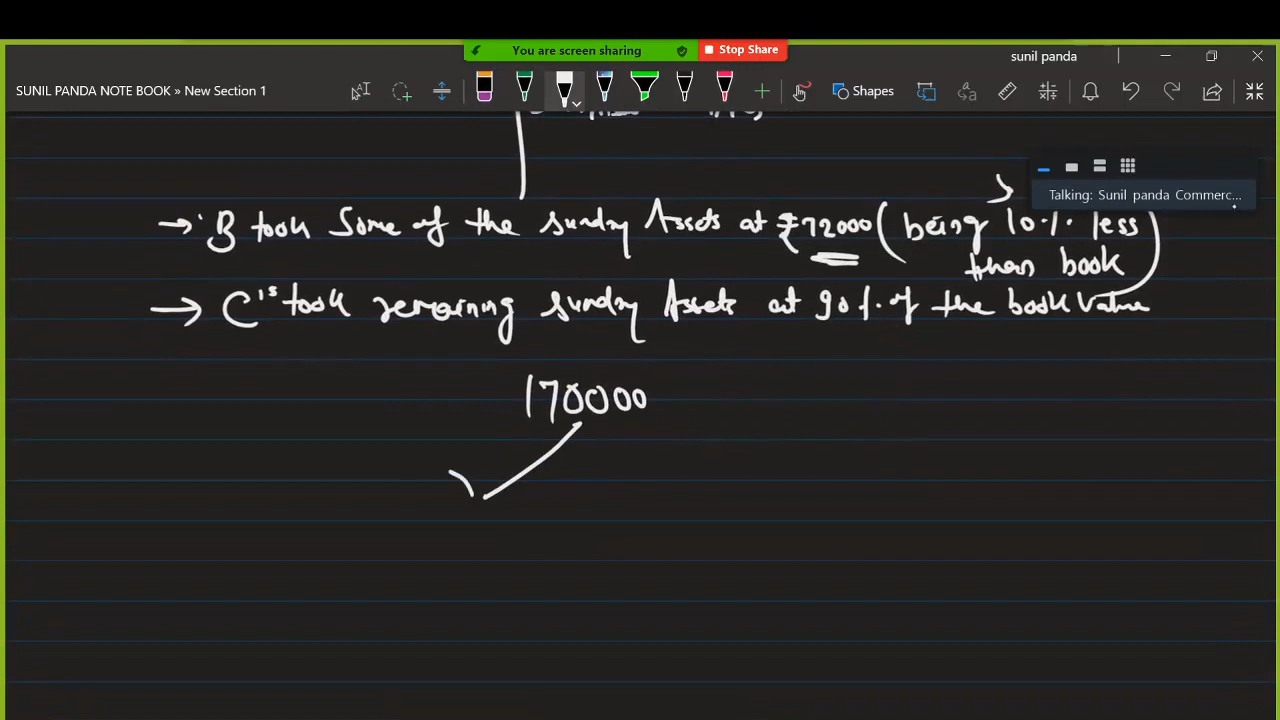 You are screen sharing
Stop Share
sunil panda
SUNIL PANDA NOTE BOOK » New Section 1
Shapes
Talking: Sunil panda Commerc...
→ B took Some of the sundry Assets at ₹72000 (being 10% less
than book
→ C is took remaining sundry Assets at 90% of the book Value
170000